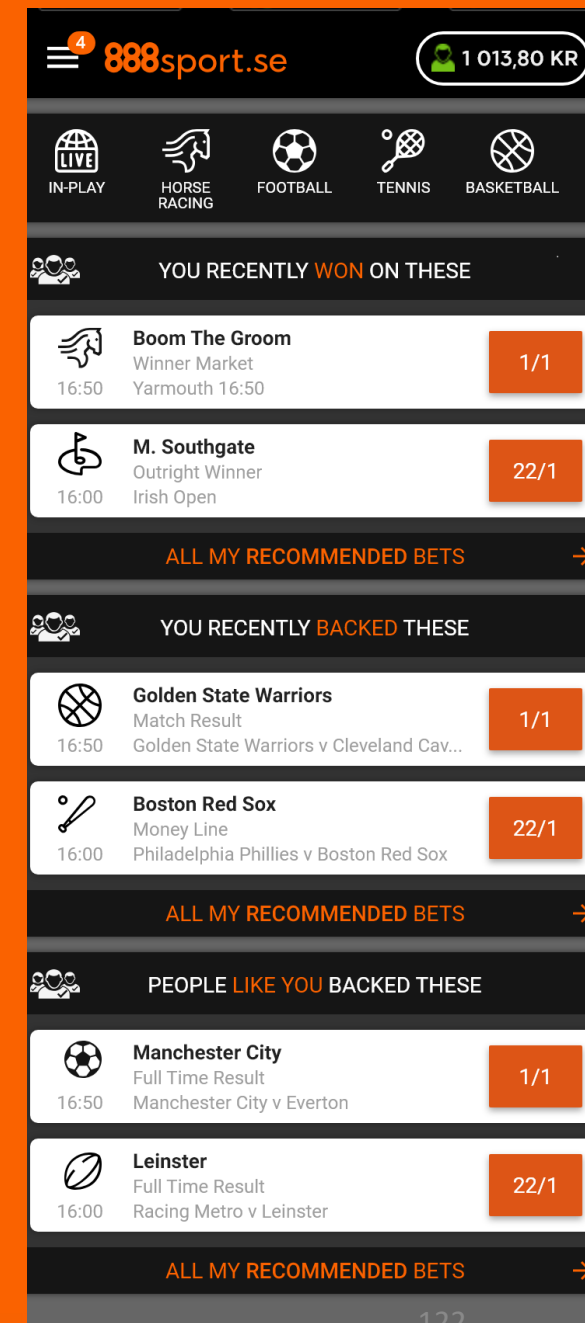 4
888sport.se
1 013,80 KR
LIVE
IN-PLAY
HORSE
RACING
FOOTBALL
TENNIS
BASKETBALL
YOU RECENTLY WON ON THESE
Boom The Groom
Winner Market
16:50
Yarmouth 16:50
1/1
M. Southgate
Outright Winner
16:00
Irish Open
22/1
ALL MY RECOMMENDED BETS
YOU RECENTLY BACKED THESE
Golden State Warriors
Match Result
16:50
Golden State Warriors v Cleveland Cav...
1/1
Boston Red Sox
Money Line
16:00
Philadelphia Phillies v Boston Red Sox
22/1
ALL MY RECOMMENDED BETS
PEOPLE LIKE YOU BACKED THESE
Manchester City
Full Time Result
16:50
Manchester City v Everton
1/1
Leinster
Full Time Result
16:00
Racing Metro v Leinster
22/1
ALL MY RECOMMENDED BETS
122